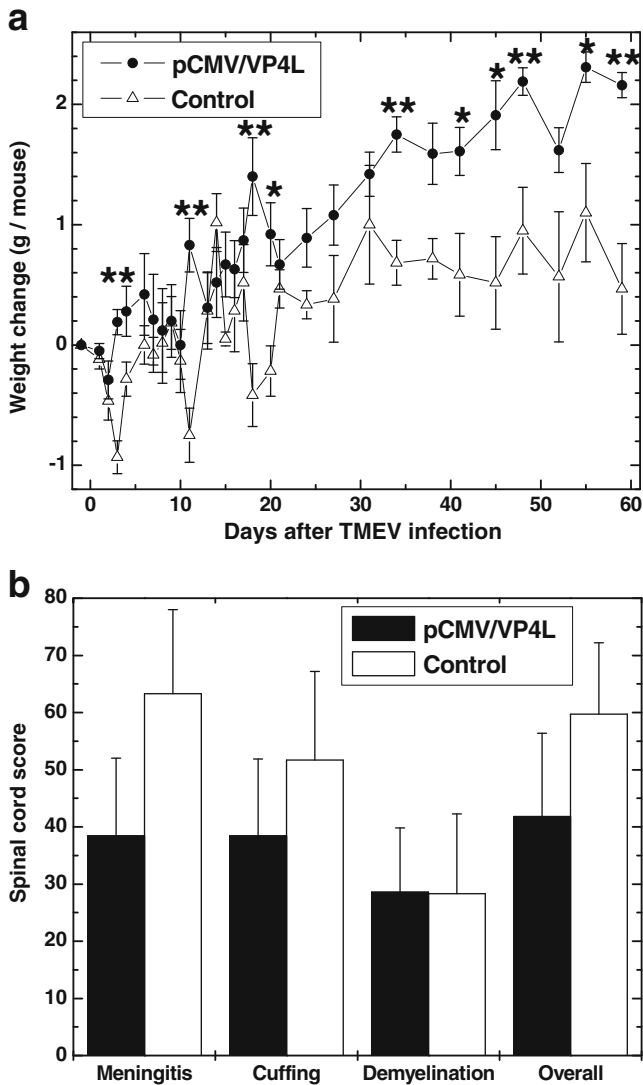 a
pCMV/VP4L
Control
**
**
**
*
**
*
*
**
*
**
Weight change (g / mouse)
2
1
0
-1
0 10 20 30 40 50 60
Days after TMEV infection
b
pCMV/VP4L
Control
Spinal cord score
80
70
60
50
40
30
20
10
0
Meningitis Cuffing Demyelination Overall